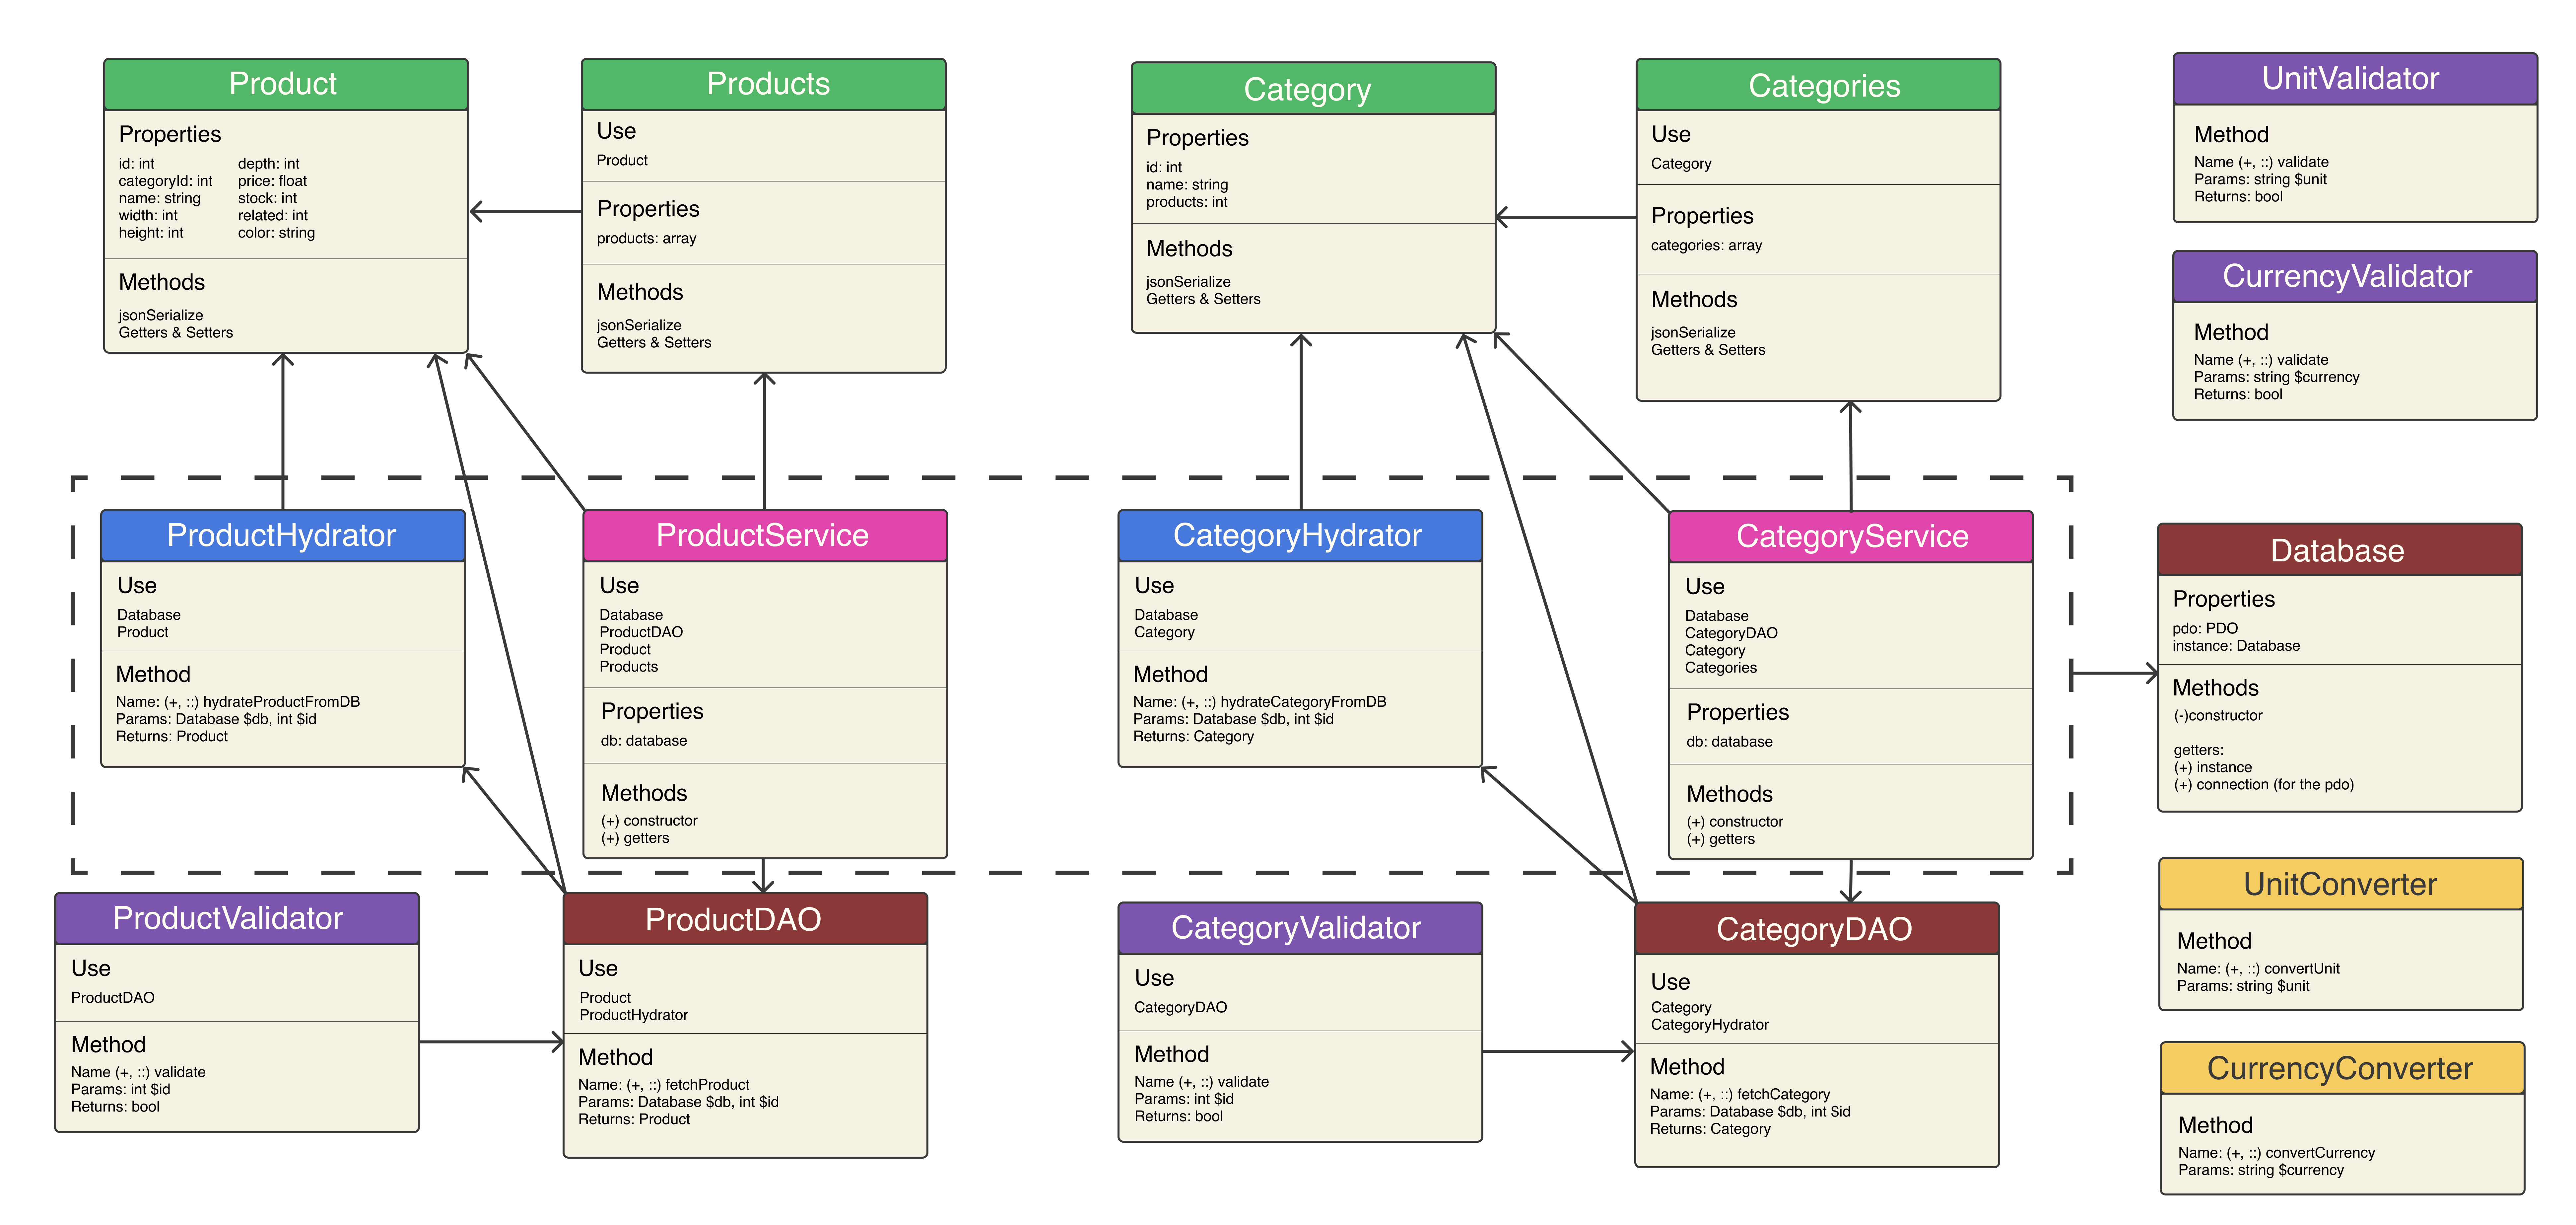 Product
Properties
id: int
categoryId: int
name: string
width: int
height: int
depth: int
price: float
stock: int
related: int
color: string
Methods
jsonSerialize
Getters & Setters
Products
Use
Product
Properties
products: array
Methods
jsonSerialize
Getters & Setters
Category
Properties
id: int
name: string
products: int
Methods
jsonSerialize
Getters & Setters
Categories
Use
Category
Properties
categories: array
Methods
jsonSerialize
Getters & Setters
UnitValidator
Method
Name (+, ::) validate
Params: string $unit
Returns: bool
CurrencyValidator
Method
Name (+, ::) validate
Params: string $currency
Returns: bool
ProductHydrator
Use
Database
Product
Method
Name: (+, ::) hydrateProductFromDB
Params: Database $db, int $id
Returns: Product
ProductService
Use
Database
ProductDAO
Product
Products
Properties
db: database
Methods
(+) constructor
(+) getters
CategoryHydrator
Use
Database
Category
Method
Name: (+, ::) hydrateCategoryFromDB
Params: Database $db, int $id
Returns: Category
CategoryService
Use
Database
CategoryDAO
Category
Categories
Properties
db: database
Methods
(+) constructor
(+) getters
Database
Properties
pdo: PDO
instance: Database
Methods
(-)constructor
getters:
(+) instance
(+) connection (for the pdo)
ProductValidator
Use
ProductDAO
Method
Name (+, ::) validate
Params: int $id
Returns: bool
ProductDAO
Use
Product
ProductHydrator
Method
Name: (+, ::) fetchProduct
Params: Database $db, int $id
Returns: Product
CategoryValidator
Use
CategoryDAO
Method
Name (+, ::) validate
Params: int $id
Returns: bool
CategoryDAO
Use
Category
CategoryHydrator
Method
Name: (+, ::) fetchCategory
Params: Database $db, int $id
Returns: Category
UnitConverter
Method
Name: (+, ::) convertUnit
Params: string $unit
CurrencyConverter
Method
Name: (+, ::) convertCurrency
Params: string $currency